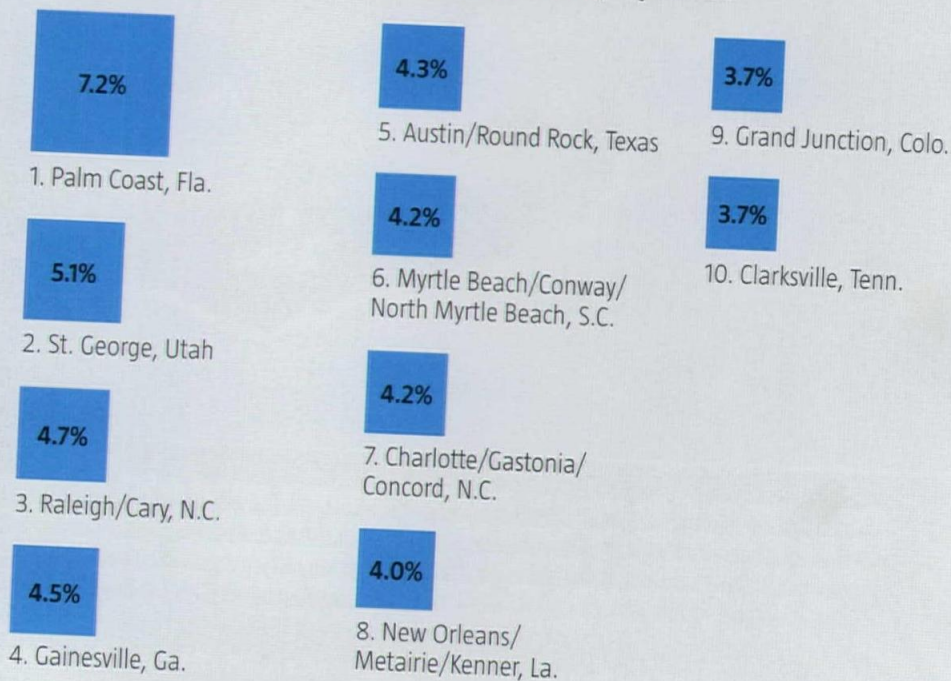 7.2%
1. Palm Coast, Fla.
5.1%
2. St. George, Utah
4.7%
3. Raleigh/Cary, N.C.
4.5%
4. Gainesville, Ga.
4.3%
5. Austin/Round Rock, Texas
4.2%
6. Myrtle Beach/Conway/
North Myrtle Beach, S.C.
4.2%
7. Charlotte/Gastonia/
Concord, N.C.
4.0%
8. New Orleans/
Metairie/Kenner, La.
3.7%
9. Grand Junction, Colo.
3.7%
10. Clarksville, Tenn.